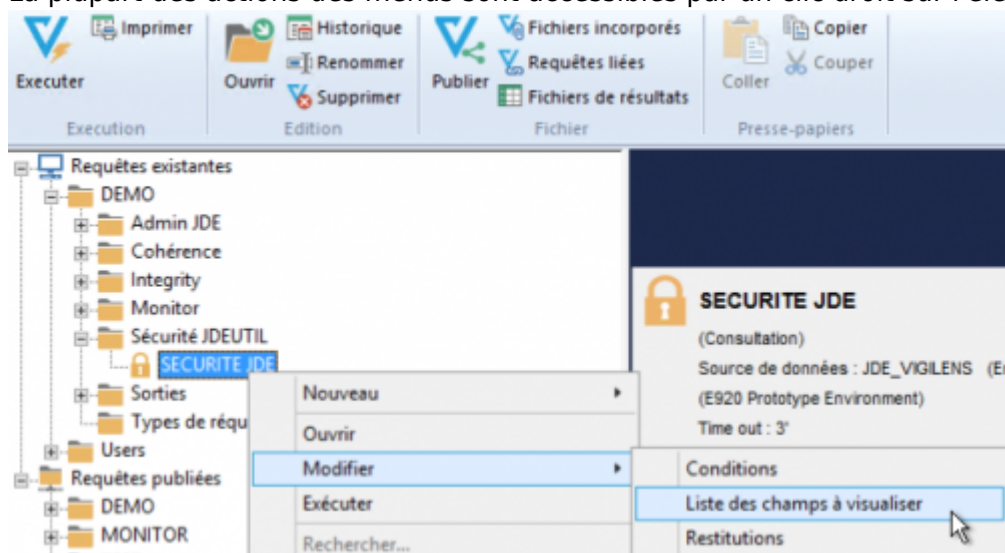 La plupart des actions des menus sont accessibles par un clic droit sur l'élé
Imprimer
Executer
Execution
Ouvrir
Historique
Renommer
Supprimer
Edition
Publier
Fichiers incorporés
Requêtes liées
Fichiers de résultats
Fichier
Coller
Copier
Couper
Presse-papiers
Requêtes existantes
DEMO
Admin JDE
Cohérence
Integrity
Monitor
Sécurité JDEUTIL
SECURITE JDE
Sorties
Types de réqu
Users
Requêtes publiées
DEMO
MONITOR
Nouveau
Ouvrir
Modifier
Exécuter
Rechercher...
SECURITE JDE
(Consultation)
Source de données : JDE_VIGILENS (E
(E920 Prototype Environment)
Time out : 3'
Conditions
Liste des champs à visualiser
Restitutions